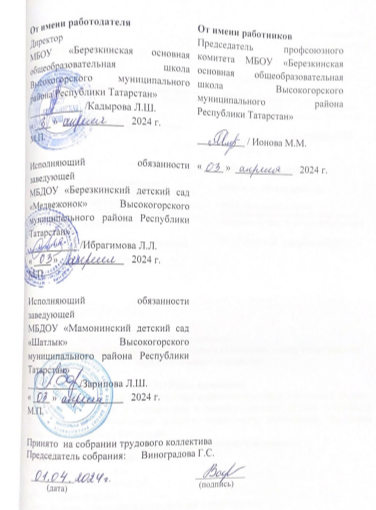 От имени работодателя
Директор
МБОУ «Березкинская основная
общеобразовательная школа
Высокогорского муниципального
района Республики Татарстан»
/Кадырова Л.Ш.
«3» апреля 2024 г.
М.П.
Исполняющий обязанности
заведующей
МБДОУ «Березкинский детский сад
«Медвежонок» Высокогорского
муниципального района Республики
Татарстан»
/Ибрагимова Л.Л.
«03» апреля 2024 г.
М.П.
Исполняющий обязанности
заведующей
МБДОУ «Мамонинский детский сад
«Шатлык» Высокогорского
муниципального района Республики
Татарстан»
/Зарипова Л.Ш.
«03» апреля 2024 г.
М.П.
От имени работников
Председатель профсоюзного
комитета МБОУ «Березкинская
основная общеобразовательная
школа Высокогорского
муниципального района
Республики Татарстан»
/ Ионова М.М.
«03» апреля 2024 г.
Принято на собрании трудового коллектива
Председатель собрания: Виноградова Г.С.
01.04.2024г.
(дата) (подпись)